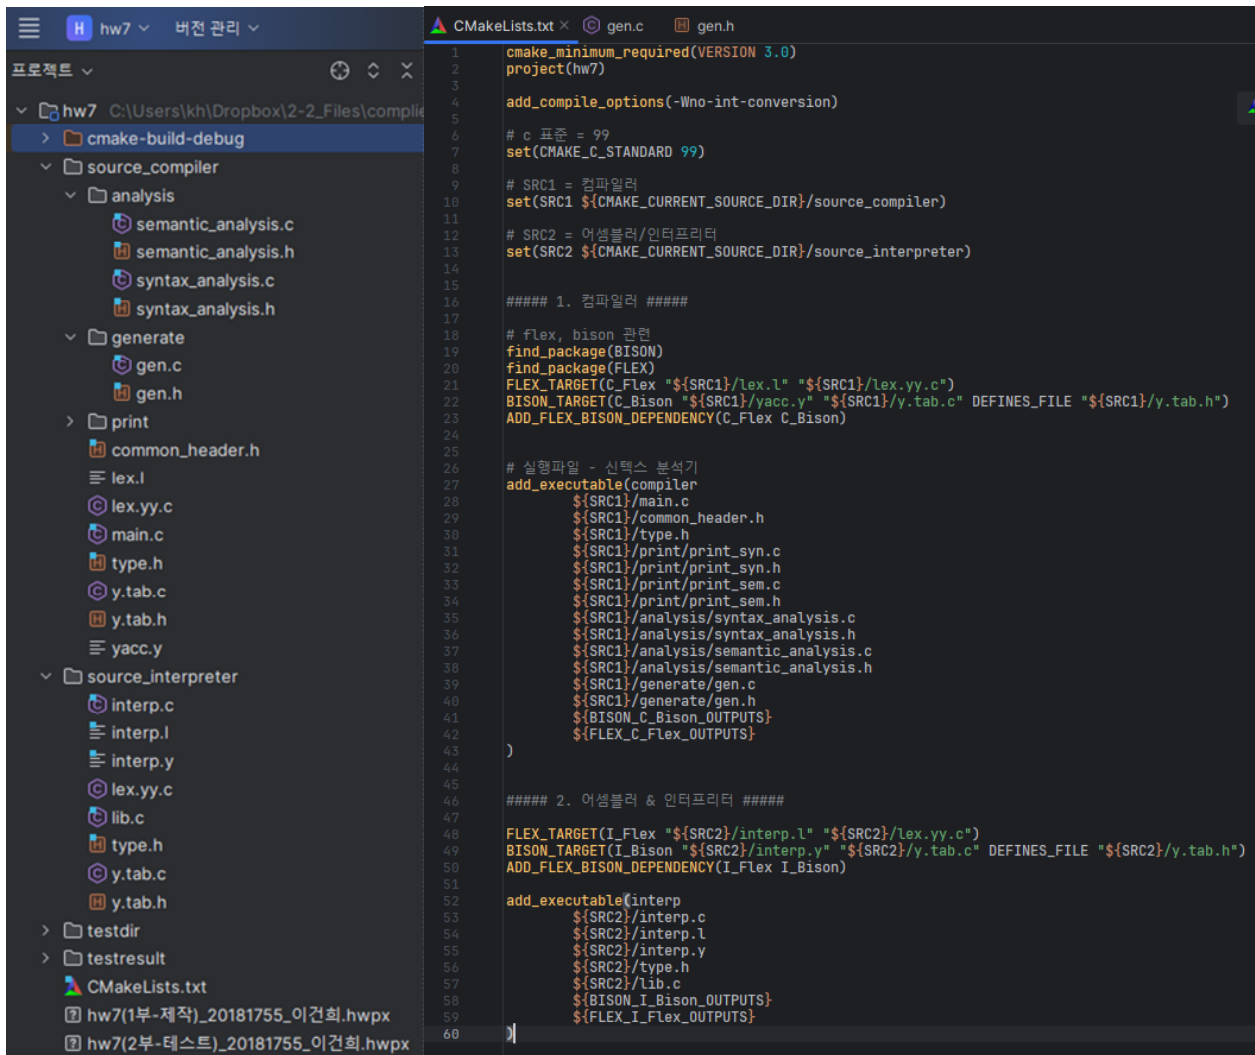 H hw7 버전 관리
프로젝트
hw7 C:\Users\kh\Dropbox\2-2_Files\complie
cmake-build-debug
source_compiler
analysis
semantic_analysis.c
semantic_analysis.h
syntax_analysis.c
syntax_analysis.h
generate
gen.c
gen.h
print
common_header.h
lex.l
lex.yy.c
main.c
type.h
y.tab.c
y.tab.h
yacc.y
source_interpreter
interp.c
interp.l
interp.y
lex.yy.c
lib.c
type.h
y.tab.c
y.tab.h
testdir
testresult
CMakeLists.txt
hw7(1부-제작)_20181755_이건희.hwpx
hw7(2부-테스트)_20181755_이건희.hwpx
CMakeLists.txt gen.c gen.h
1 cmake_minimum_required(VERSION 3.0)
2 project(hw7)
3
4 add_compile_options(-Wno-int-conversion)
5
6 # c 표준 = 99
7 set(CMAKE_C_STANDARD 99)
8
9 # SRC1 = 컴파일러
10 set(SRC1 ${CMAKE_CURRENT_SOURCE_DIR}/source_compiler)
11
12 # SRC2 = 어셈블러/인터프리터
13 set(SRC2 ${CMAKE_CURRENT_SOURCE_DIR}/source_interpreter)
14
15
16 ##### 1. 컴파일러 #####
17
18 # flex, bison 관련
19 find_package(BISON)
20 find_package(FLEX)
21 FLEX_TARGET(C_Flex "${SRC1}/lex.l" "${SRC1}/lex.yy.c")
22 BISON_TARGET(C_Bison "${SRC1}/yacc.y" "${SRC1}/y.tab.c" DEFINES_FILE "${SRC1}/y.tab.h")
23 ADD_FLEX_BISON_DEPENDENCY(C_Flex C_Bison)
24
25
26 # 실행파일 - 신텍스 분석기
27 add_executable(compiler
28 ${SRC1}/main.c
29 ${SRC1}/common_header.h
30 ${SRC1}/type.h
31 ${SRC1}/print/print_syn.c
32 ${SRC1}/print/print_syn.h
33 ${SRC1}/print/print_sem.c
34 ${SRC1}/print/print_sem.h
35 ${SRC1}/analysis/syntax_analysis.c
36 ${SRC1}/analysis/syntax_analysis.h
37 ${SRC1}/analysis/semantic_analysis.c
38 ${SRC1}/analysis/semantic_analysis.h
39 ${SRC1}/generate/gen.c
40 ${SRC1}/generate/gen.h
41 ${BISON_C_Bison_OUTPUTS}
42 ${FLEX_C_Flex_OUTPUTS}
43 )
44
45
46 ##### 2. 어셈블러 & 인터프리터 #####
47
48 FLEX_TARGET(I_Flex "${SRC2}/interp.l" "${SRC2}/lex.yy.c")
49 BISON_TARGET(I_Bison "${SRC2}/interp.y" "${SRC2}/y.tab.c" DEFINES_FILE "${SRC2}/y.tab.h")
50 ADD_FLEX_BISON_DEPENDENCY(I_Flex I_Bison)
51
52 add_executable(interp
53 ${SRC2}/interp.c
54 ${SRC2}/interp.l
55 ${SRC2}/interp.y
56 ${SRC2}/type.h
57 ${SRC2}/lib.c
58 ${BISON_I_Bison_OUTPUTS}
59 ${FLEX_I_Flex_OUTPUTS}
60 )